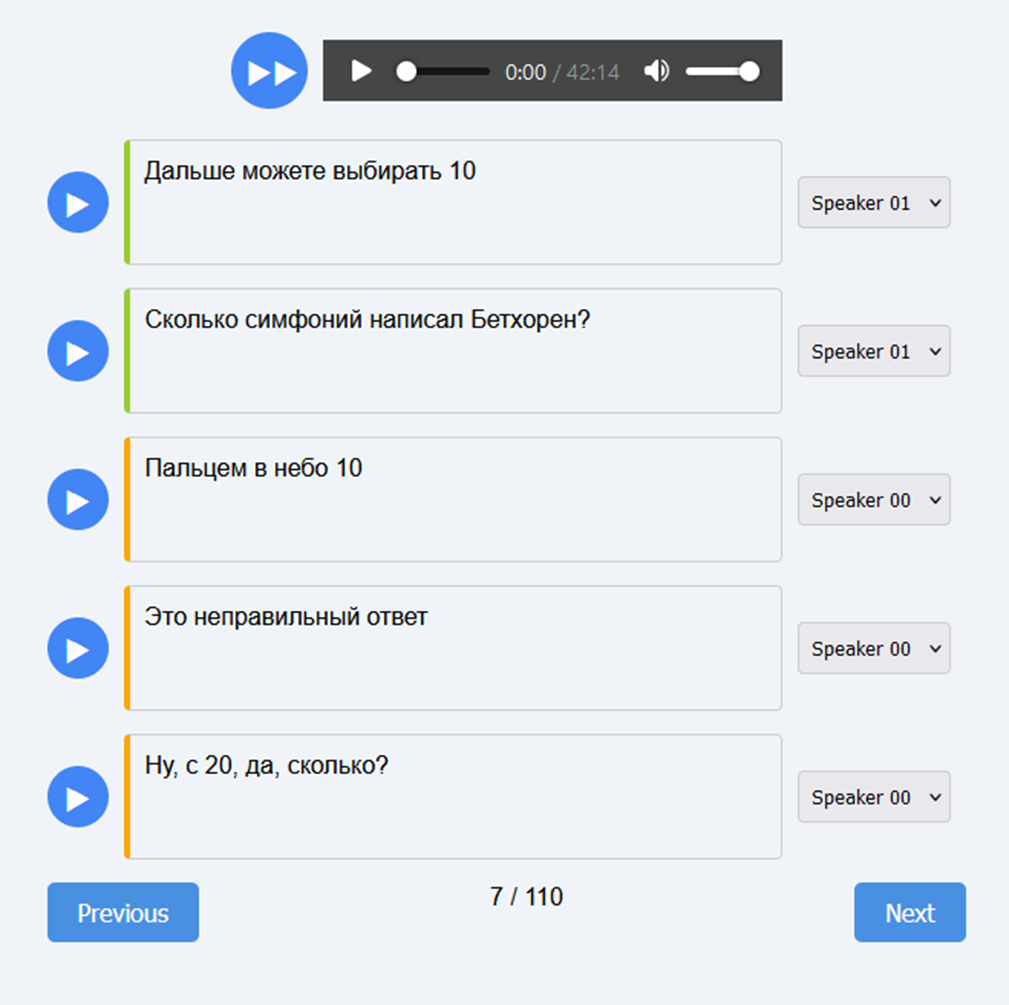 0:00 / 42:14
Дальше можете выбирать 10
Speaker 01
Сколько симфоний написал Бетхорен?
Speaker 01
Пальцем в небо 10
Speaker 00
Это неправильный ответ
Speaker 00
Ну, с 20, да, сколько?
Speaker 00
Previous
7 / 110
Next